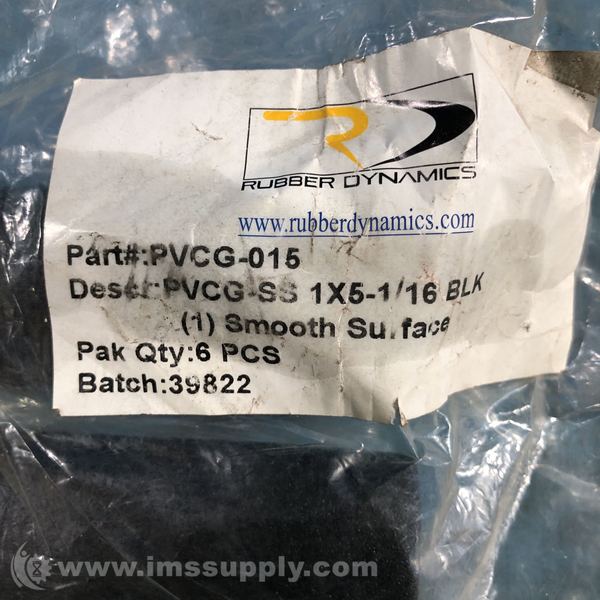 RUBBER DYNAMICS
www.rubberdynamics.com
Part#:PVCG-015
Descr:PVCG-SS 1X5-1/16 BLK
(1) Smooth Surface
Pak Qty:6 PCS
Batch:39822
www.imssupply.com